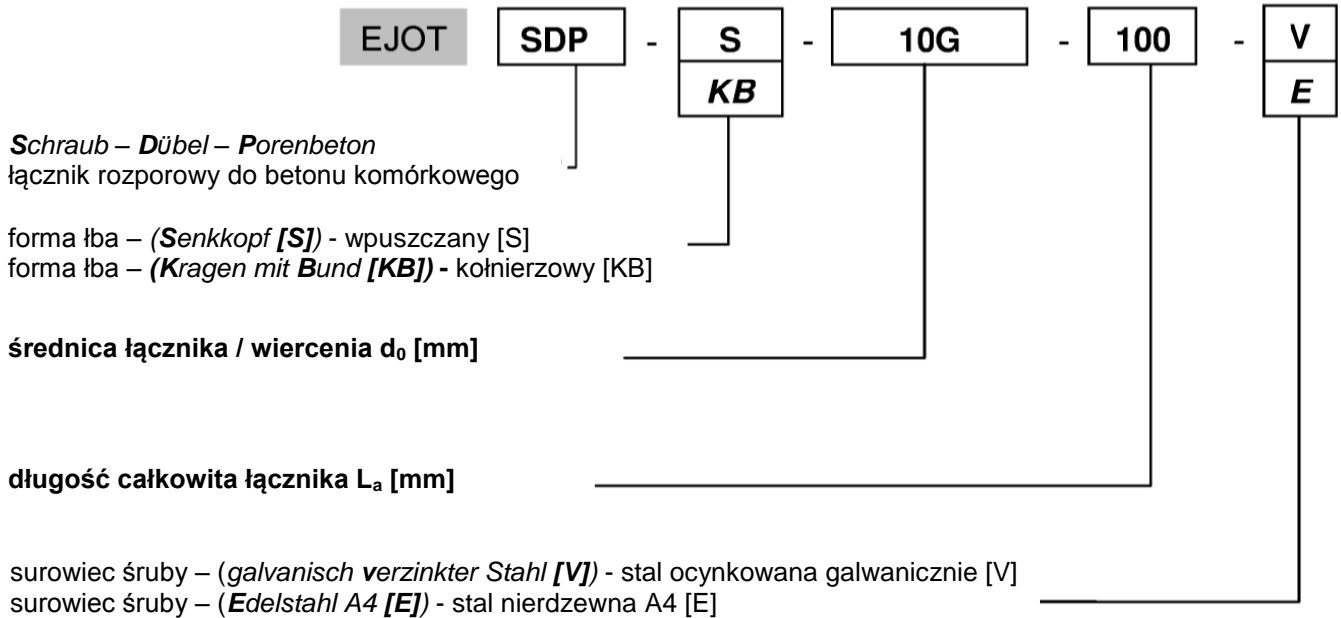 EJOT SDP - S - 10G - 100 - V
KB E
Schraub – Dübel – Porenbeton
łącznik rozporowy do betonu komórkowego
forma łba – (Senkkopf [S]) - wpuszczany [S]
forma łba – (Kragen mit Bund [KB]) - kołnierzowy [KB]
średnica łącznika / wiercenia d₀ [mm]
długość całkowita łącznika Lₐ [mm]
surowiec śruby – (galvanisch verzinkter Stahl [V]) - stal ocynkowana galwanicznie [V]
surowiec śruby – (Edelstahl A4 [E]) - stal nierdzewna A4 [E]